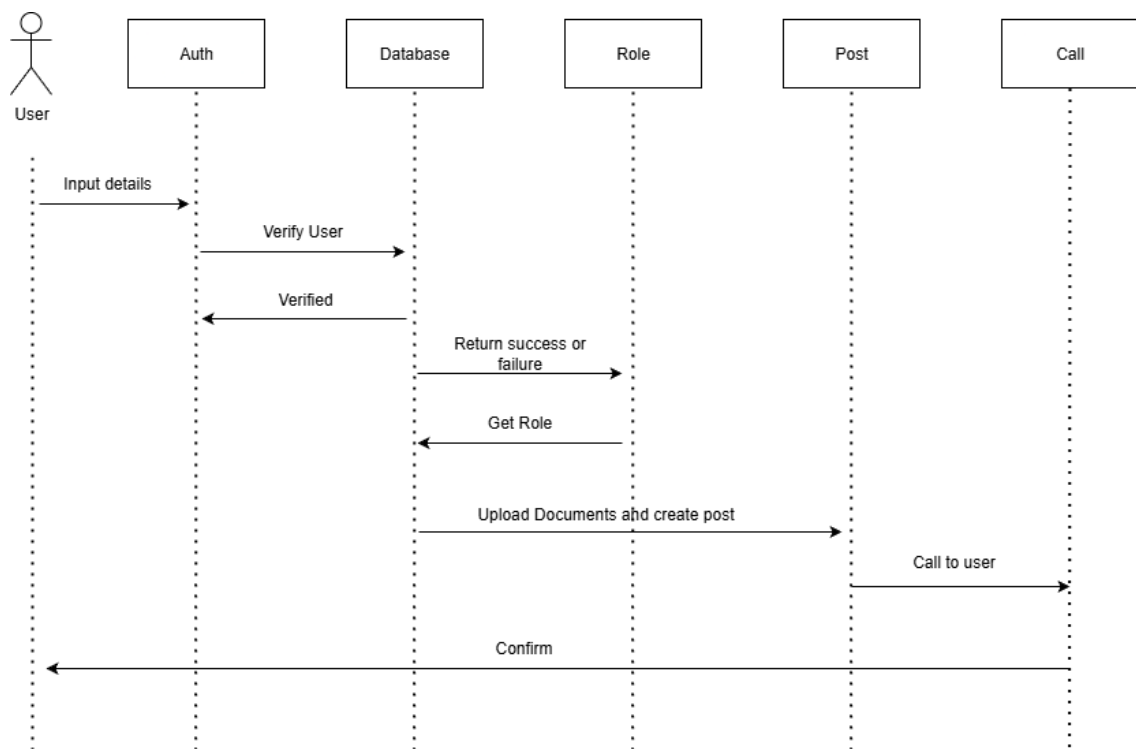 Auth
Database
Role
Post
Call
User
Input details
Verify User
Verified
Return success or
failure
Get Role
Upload Documents and create post
Call to user
Confirm